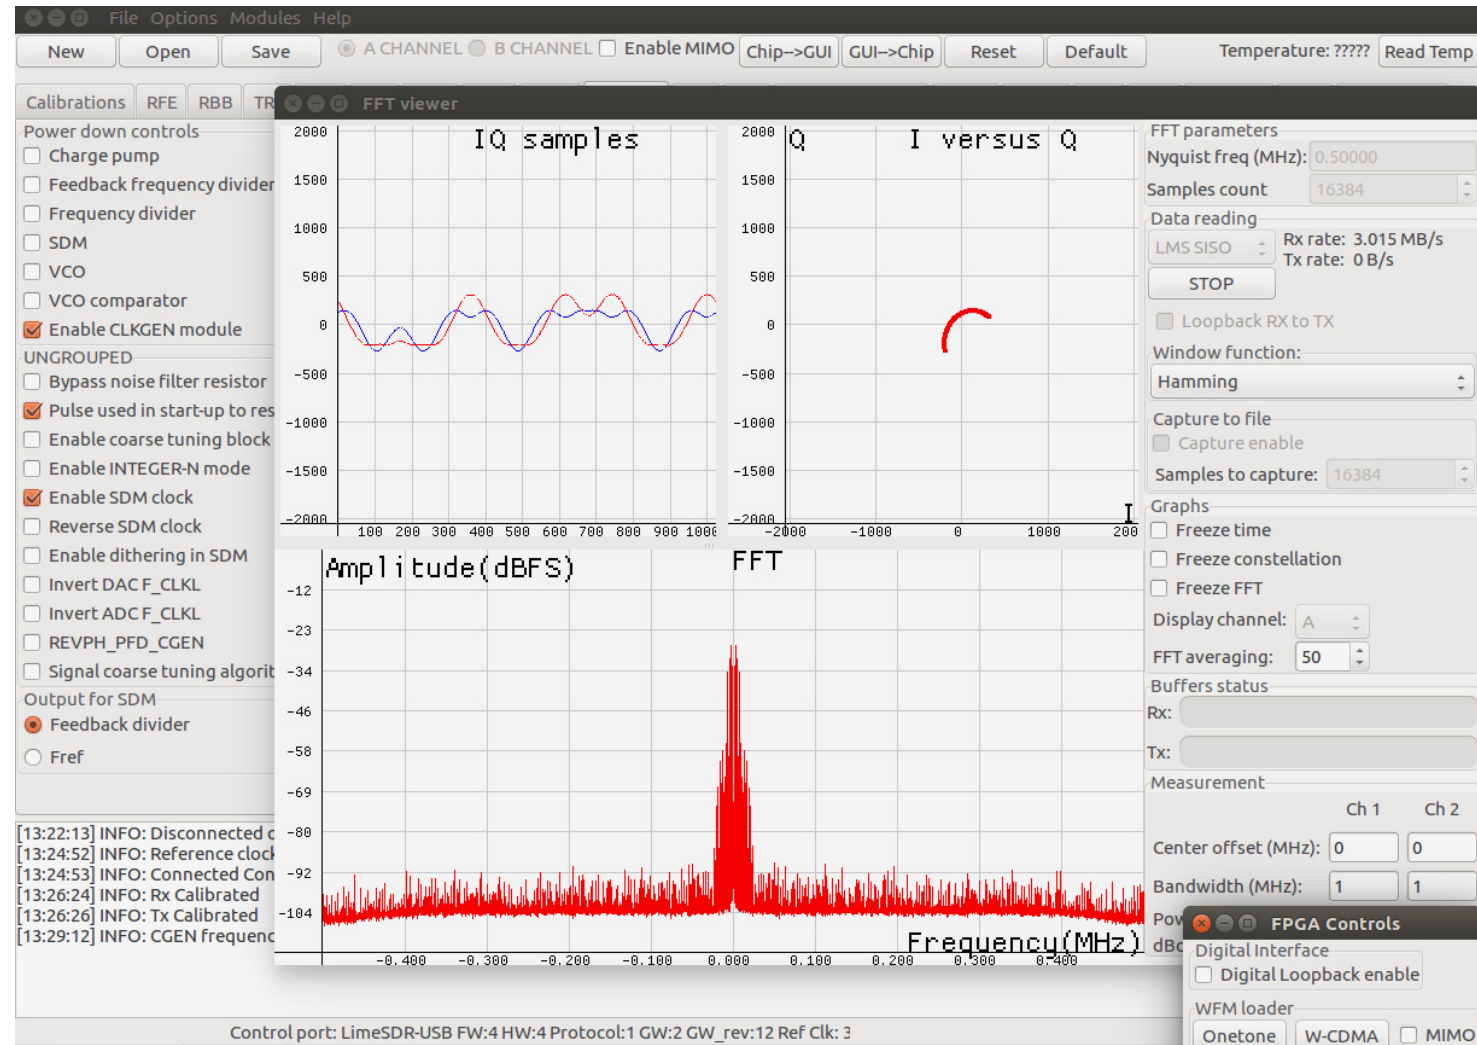 File Options Modules Help
New Open Save A CHANNEL B CHANNEL Enable MIMO Chip-->GUI GUI-->Chip Reset Default Temperature: ????? Read Temp
Calibrations RFE RBB
FFT viewer
Power down controls
Charge pump
Feedback frequency divider
Frequency divider
SDM
VCO
VCO comparator
Enable CLKGEN module
UNGROUPED
Bypass noise filter resistor
Pulse used in start-up to
Enable coarse tuning block
Enable INTEGER-N mode
Enable SDM clock
Reverse SDM clock
Enable dithering in SDM
Invert DAC F_CLKL
Invert ADC F_CLKL
REVPH_PFD_CGEN
Signal coarse tuning
Output for SDM
Feedback divider
Fref
[13:22:13] INFO: Disconnected
[13:24:52] INFO: Reference
[13:24:53] INFO: Connected
[13:26:24] INFO: Rx Calibrated
[13:26:26] INFO: Tx Calibrated
[13:29:12] INFO: CGEN
IQ samples
2000
1500
1000
500
0
-500
-1000
-1500
-2000
100 200 300 400 500 600 700 800 900
Q I versus Q
2000
1500
1000
500
0
-500
-1000
-1500
-2000
I
-2000 -1000 0 1000
Amplitude(dBFS) FFT
-12
-23
-34
-46
-58
-69
-80
-92
-104
Frequency(MHz)
-0.400 -0.300 -0.200 -0.100 0.000 0.100 0.200 0.300 0.400
FFT parameters
Nyquist freq (MHz): 0.50000
Samples count 16384
Data reading
LMS SISO Rx rate: 3.015 MB/s
Tx rate: 0 B/s
STOP
Loopback RX to TX
Window function:
Hamming
Capture to file
Capture enable
Samples to capture: 16384
Graphs
Freeze time
Freeze constellation
Freeze FFT
Display channel: A
FFT averaging: 50
Buffers status
Rx:
Tx:
Measurement
Ch 1 Ch 2
Center offset (MHz): 0 0
Bandwidth (MHz): 1 1
FPGA Controls
Digital Interface
Digital Loopback enable
WFM loader
Onetone W-CDMA MIMO
Control port: LimeSDR-USB FW:4 HW:4 Protocol:1 GW:2 GW_rev:12 Ref Clk: